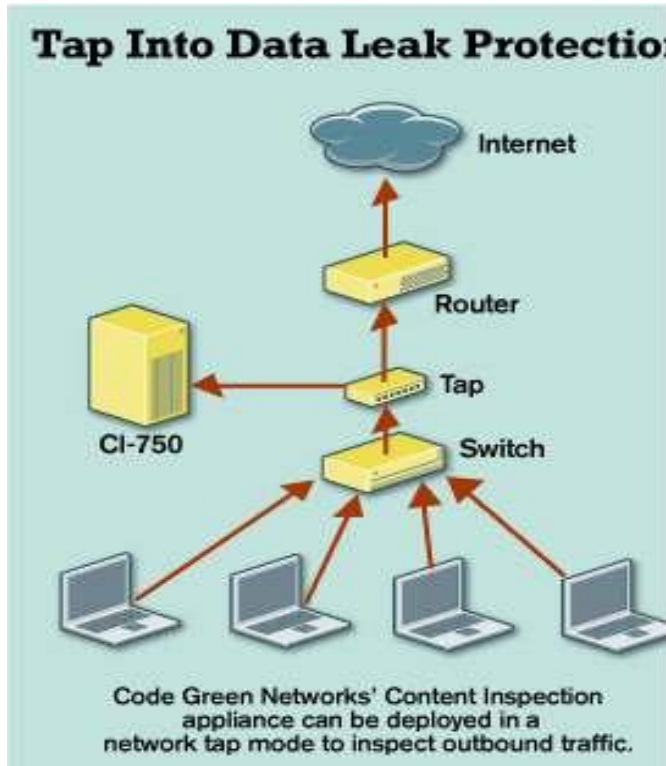 Tap Into Data Leak Protection
Internet
Router
Tap
CI-750
Switch
Code Green Networks' Content Inspection
appliance can be deployed in a
network tap mode to inspect outbound traffic.